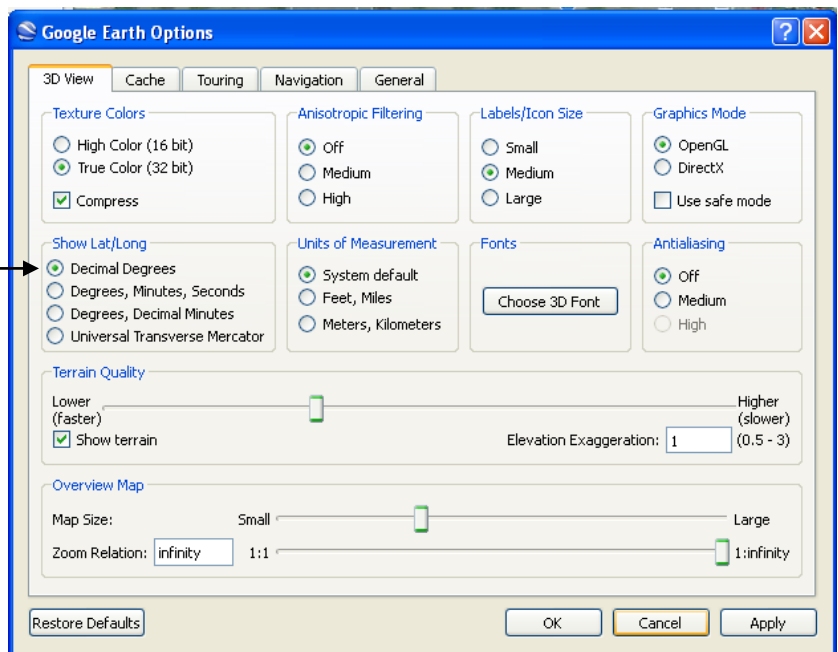 Google Earth Options
3D View Cache Touring Navigation General
Texture Colors
High Color (16 bit)
True Color (32 bit)
Compress
Anisotropic Filtering
Off
Medium
High
Labels/Icon Size
Small
Medium
Large
Graphics Mode
OpenGL
DirectX
Use safe mode
Show Lat/Long
Decimal Degrees
Degrees, Minutes, Seconds
Degrees, Decimal Minutes
Universal Transverse Mercator
Units of Measurement
System default
Feet, Miles
Meters, Kilometers
Fonts
Choose 3D Font
Antialiasing
Off
Medium
High
Terrain Quality
Lower
(faster)
Higher
(slower)
Show terrain
Elevation Exaggeration: 1 (0.5 - 3)
Overview Map
Map Size: Small Large
Zoom Relation: infinity 1:1 1:infinity
Restore Defaults OK Cancel Apply